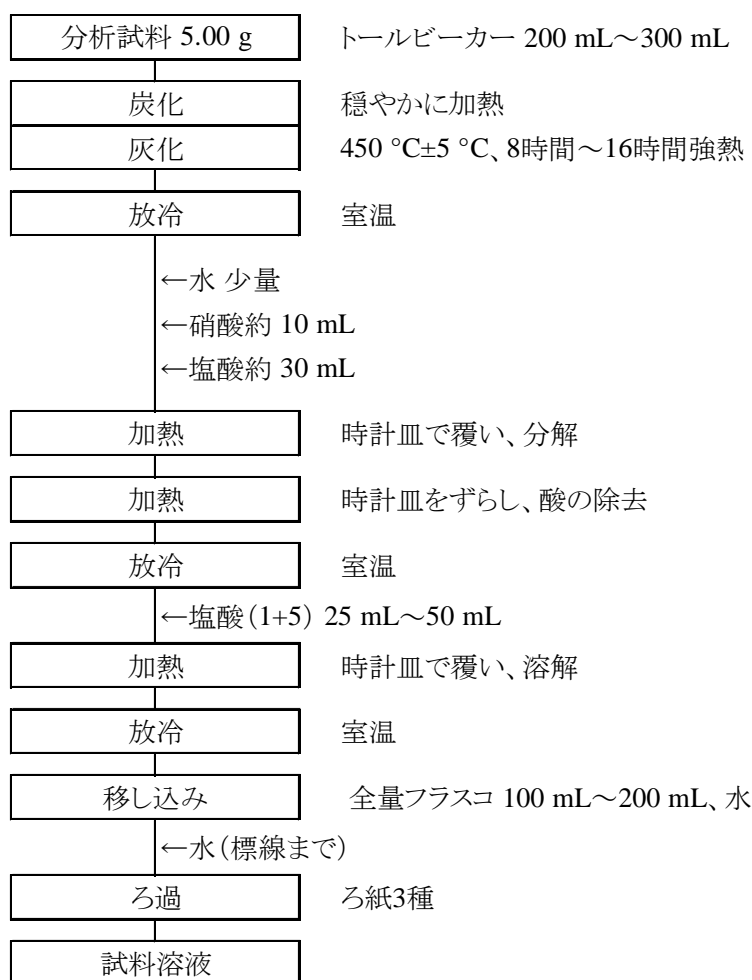 分析試料 5.00 g トールビーカー 200 mL~300 mL
炭化 穏やかに加熱
灰化 450 °C±5 °C、8時間~16時間強熱
放冷 室温
←水 少量
←硝酸約 10 mL
←塩酸約 30 mL
加熱 時計皿で覆い、分解
加熱 時計皿をずらし、酸の除去
放冷 室温
←塩酸(1+5) 25 mL~50 mL
加熱 時計皿で覆い、溶解
放冷 室温
移し込み 全量フラスコ 100 mL~200 mL、水
←水(標線まで)
ろ過 ろ紙3種
試料溶液